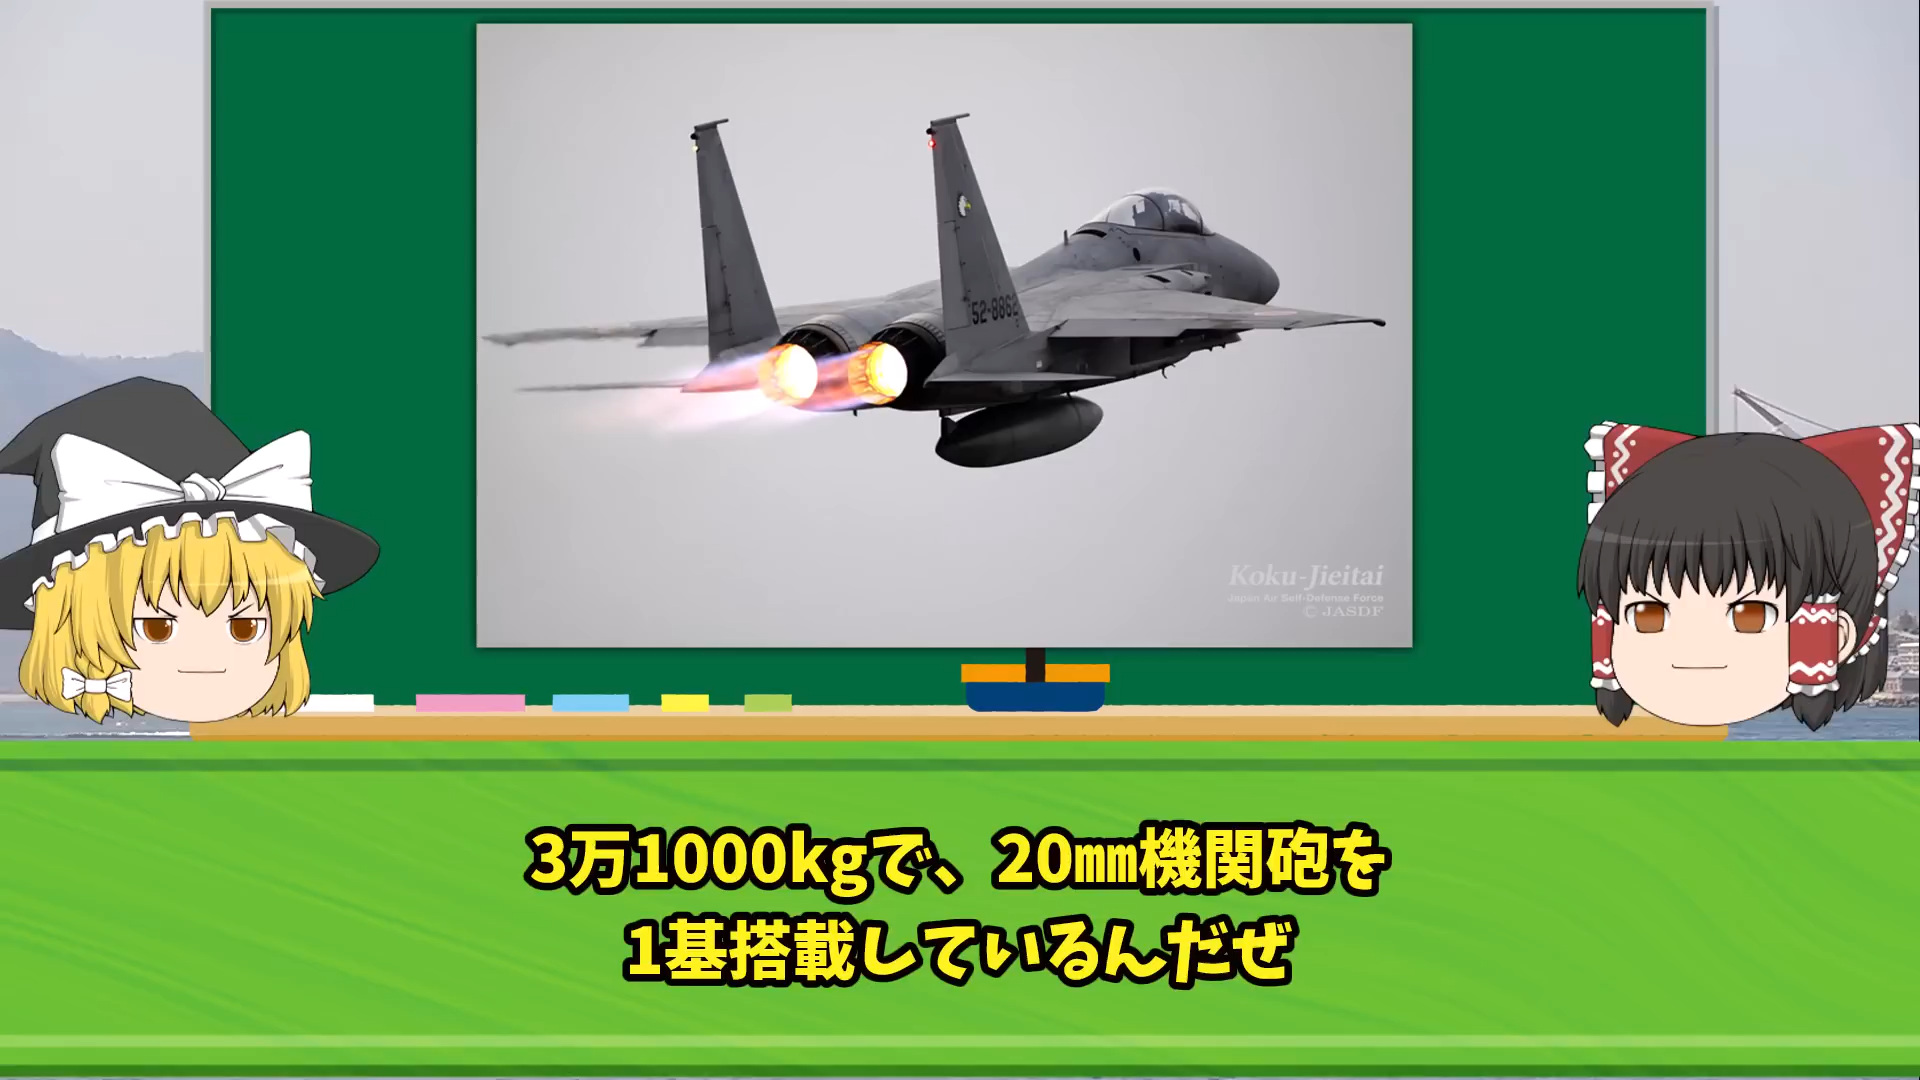 52-8862
Koku-Jieitai
Japan Air Self-Defense Force
© JASDF
3万1000kgで、20㎜機関砲を
1基搭載しているんだぜ